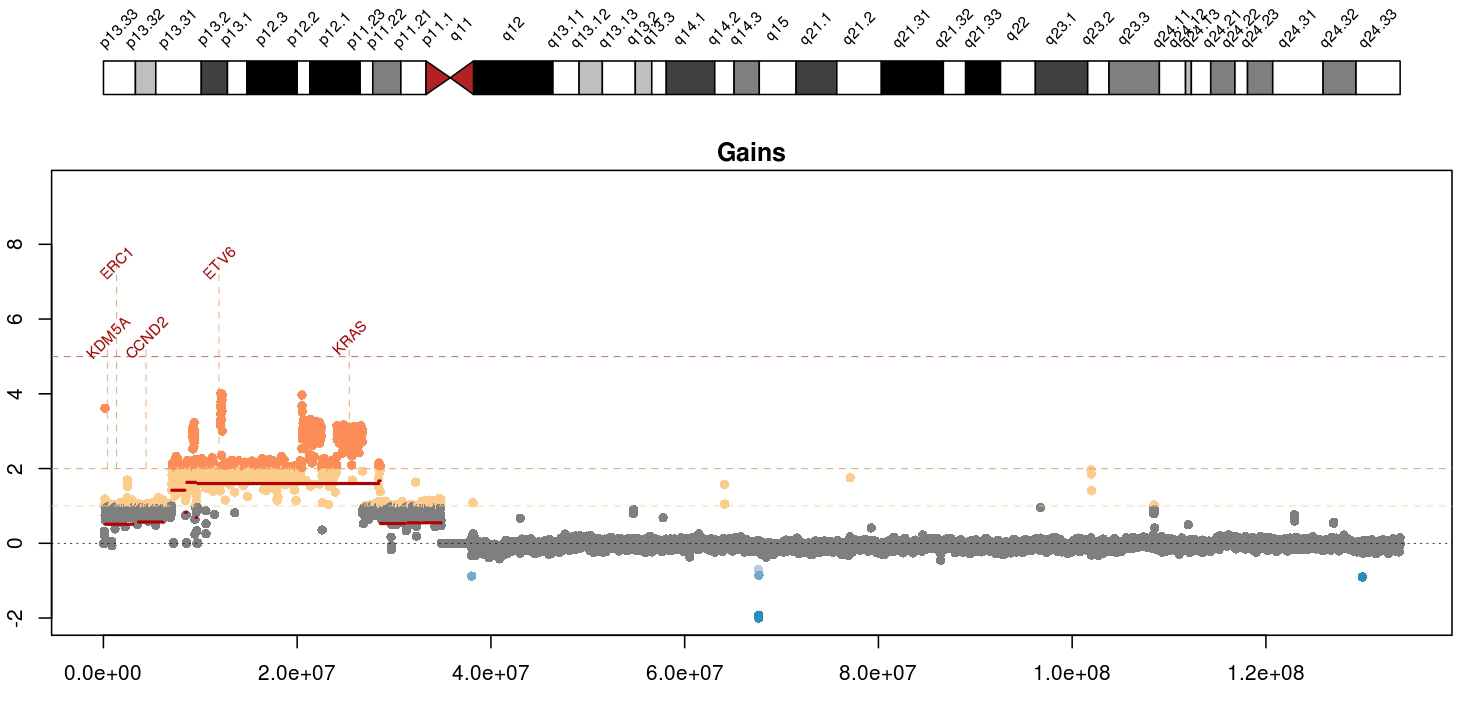 p13.33 p13.32 p13.31 p13.2 p13.1 p12.3 p12.2 p12.1 p11.23 p11.22 p11.21 p11.1 q11 q12 q13.11 q13.12 q13.13 q13.2 q13.3 q14.1 q14.2 q14.3 q15 q21.1 q21.2 q21.31 q21.32 q21.33 q22 q23.1 q23.2 q23.3 q24.11 q24.12 q24.13 q24.21 q24.22 q24.23 q24.31 q24.32 q24.33
Gains
8
ERC1 ETV6
6
KDM5A CCND2 KRAS
4
2
0
-2
0.0e+00 2.0e+07 4.0e+07 6.0e+07 8.0e+07 1.0e+08 1.2e+08